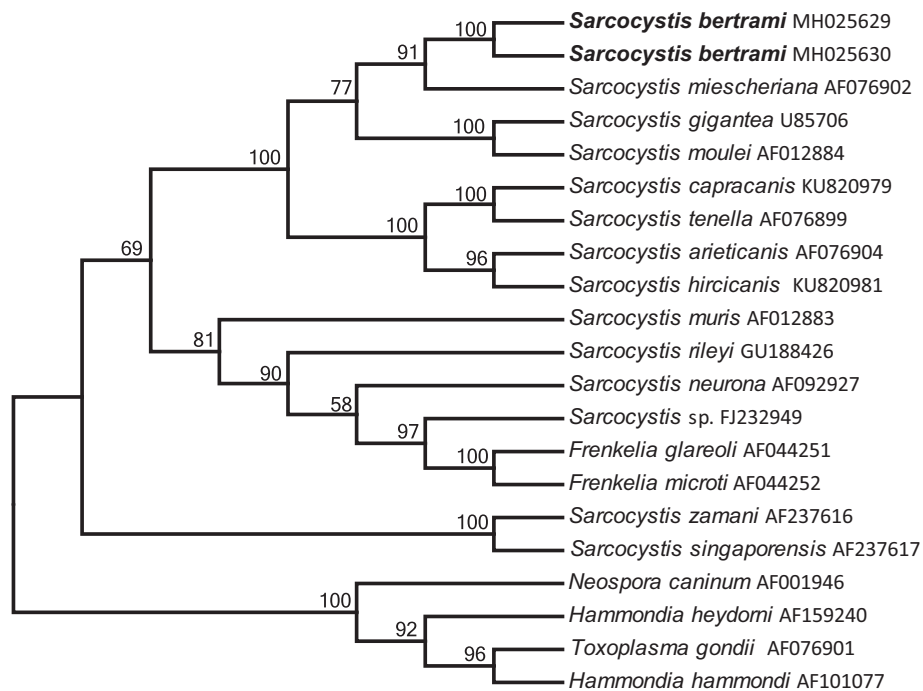 Sarcocystis bertrami MH025629
100
Sarcocystis bertrami MH025630
91
Sarcocystis miescheriana AF076902
77
Sarcocystis gigantea U85706
100
Sarcocystis moulei AF012884
100
Sarcocystis capracanis KU820979
100
Sarcocystis tenella AF076899
100
Sarcocystis arieticanis AF076904
96
Sarcocystis hircicanis KU820981
69
Sarcocystis muris AF012883
81
Sarcocystis rileyi GU188426
90
Sarcocystis neurona AF092927
58
Sarcocystis sp. FJ232949
97
Frenkelia glareoli AF044251
100
Frenkelia microti AF044252
Sarcocystis zamani AF237616
100
Sarcocystis singaporensis AF237617
Neospora caninum AF001946
100
Hammondia heydorni AF159240
92
Toxoplasma gondii AF076901
96
Hammondia hammondi AF101077